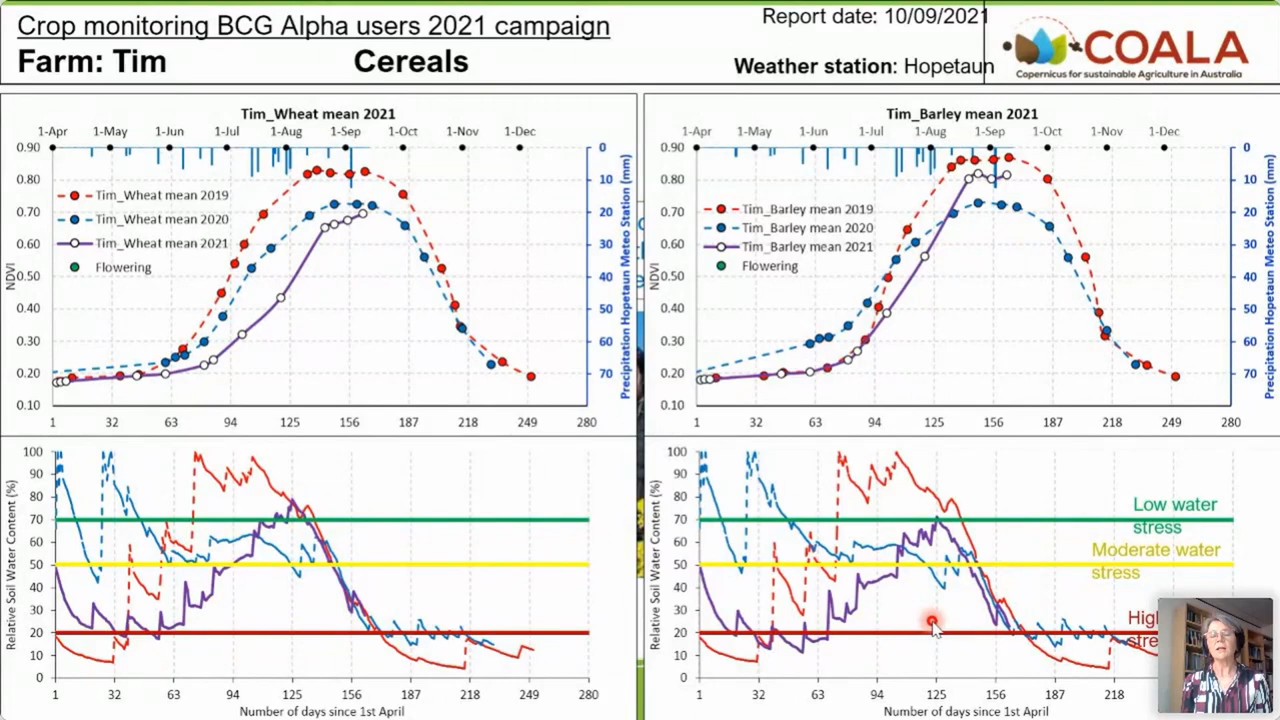 Crop monitoring BCG Alpha users 2021 campaign
Report date: 10/09/2021
Farm: Tim
Cereals
Weather station: Hopetaun
COALA
Copernicus for sustainable Agriculture in Australia
Tim_Wheat mean 2021
1-Apr 1-May 1-Jun 1-Jul 1-Aug 1-Sep 1-Oct 1-Nov 1-Dec
0.90
0.80
0.70
0.60
0.50
0.40
0.30
0.20
0.10
NDVI
Tim_Wheat mean 2019
Tim_Wheat mean 2020
Tim_Wheat mean 2021
Flowering
0
10
20
30
40
50
60
70
Precipitation Hopetaun Meteo Station (mm)
1 32 63 94 125 156 187 218 249 280
Tim_Barley mean 2021
1-Apr 1-May 1-Jun 1-Jul 1-Aug 1-Sep 1-Oct 1-Nov 1-Dec
0.90
0.80
0.70
0.60
0.50
0.40
0.30
0.20
0.10
NDVI
Tim_Barley mean 2019
Tim_Barley mean 2020
Tim_Barley mean 2021
Flowering
0
10
20
30
40
50
60
70
Precipitation Hopetaun Meteo Station (mm)
1 32 63 94 125 156 187 218 249 280
100
90
80
70
60
50
40
30
20
10
0
Relative Soil Water Content (%)
1 32 63 94 125 156 187 218 249 280
Number of days since 1st April
100
90
80
70
60
50
40
30
20
10
0
Relative Soil Water Content (%)
Low water
stress
Moderate water
stress
1 32 63 94 125 156 187 218
Number of days since 1st April